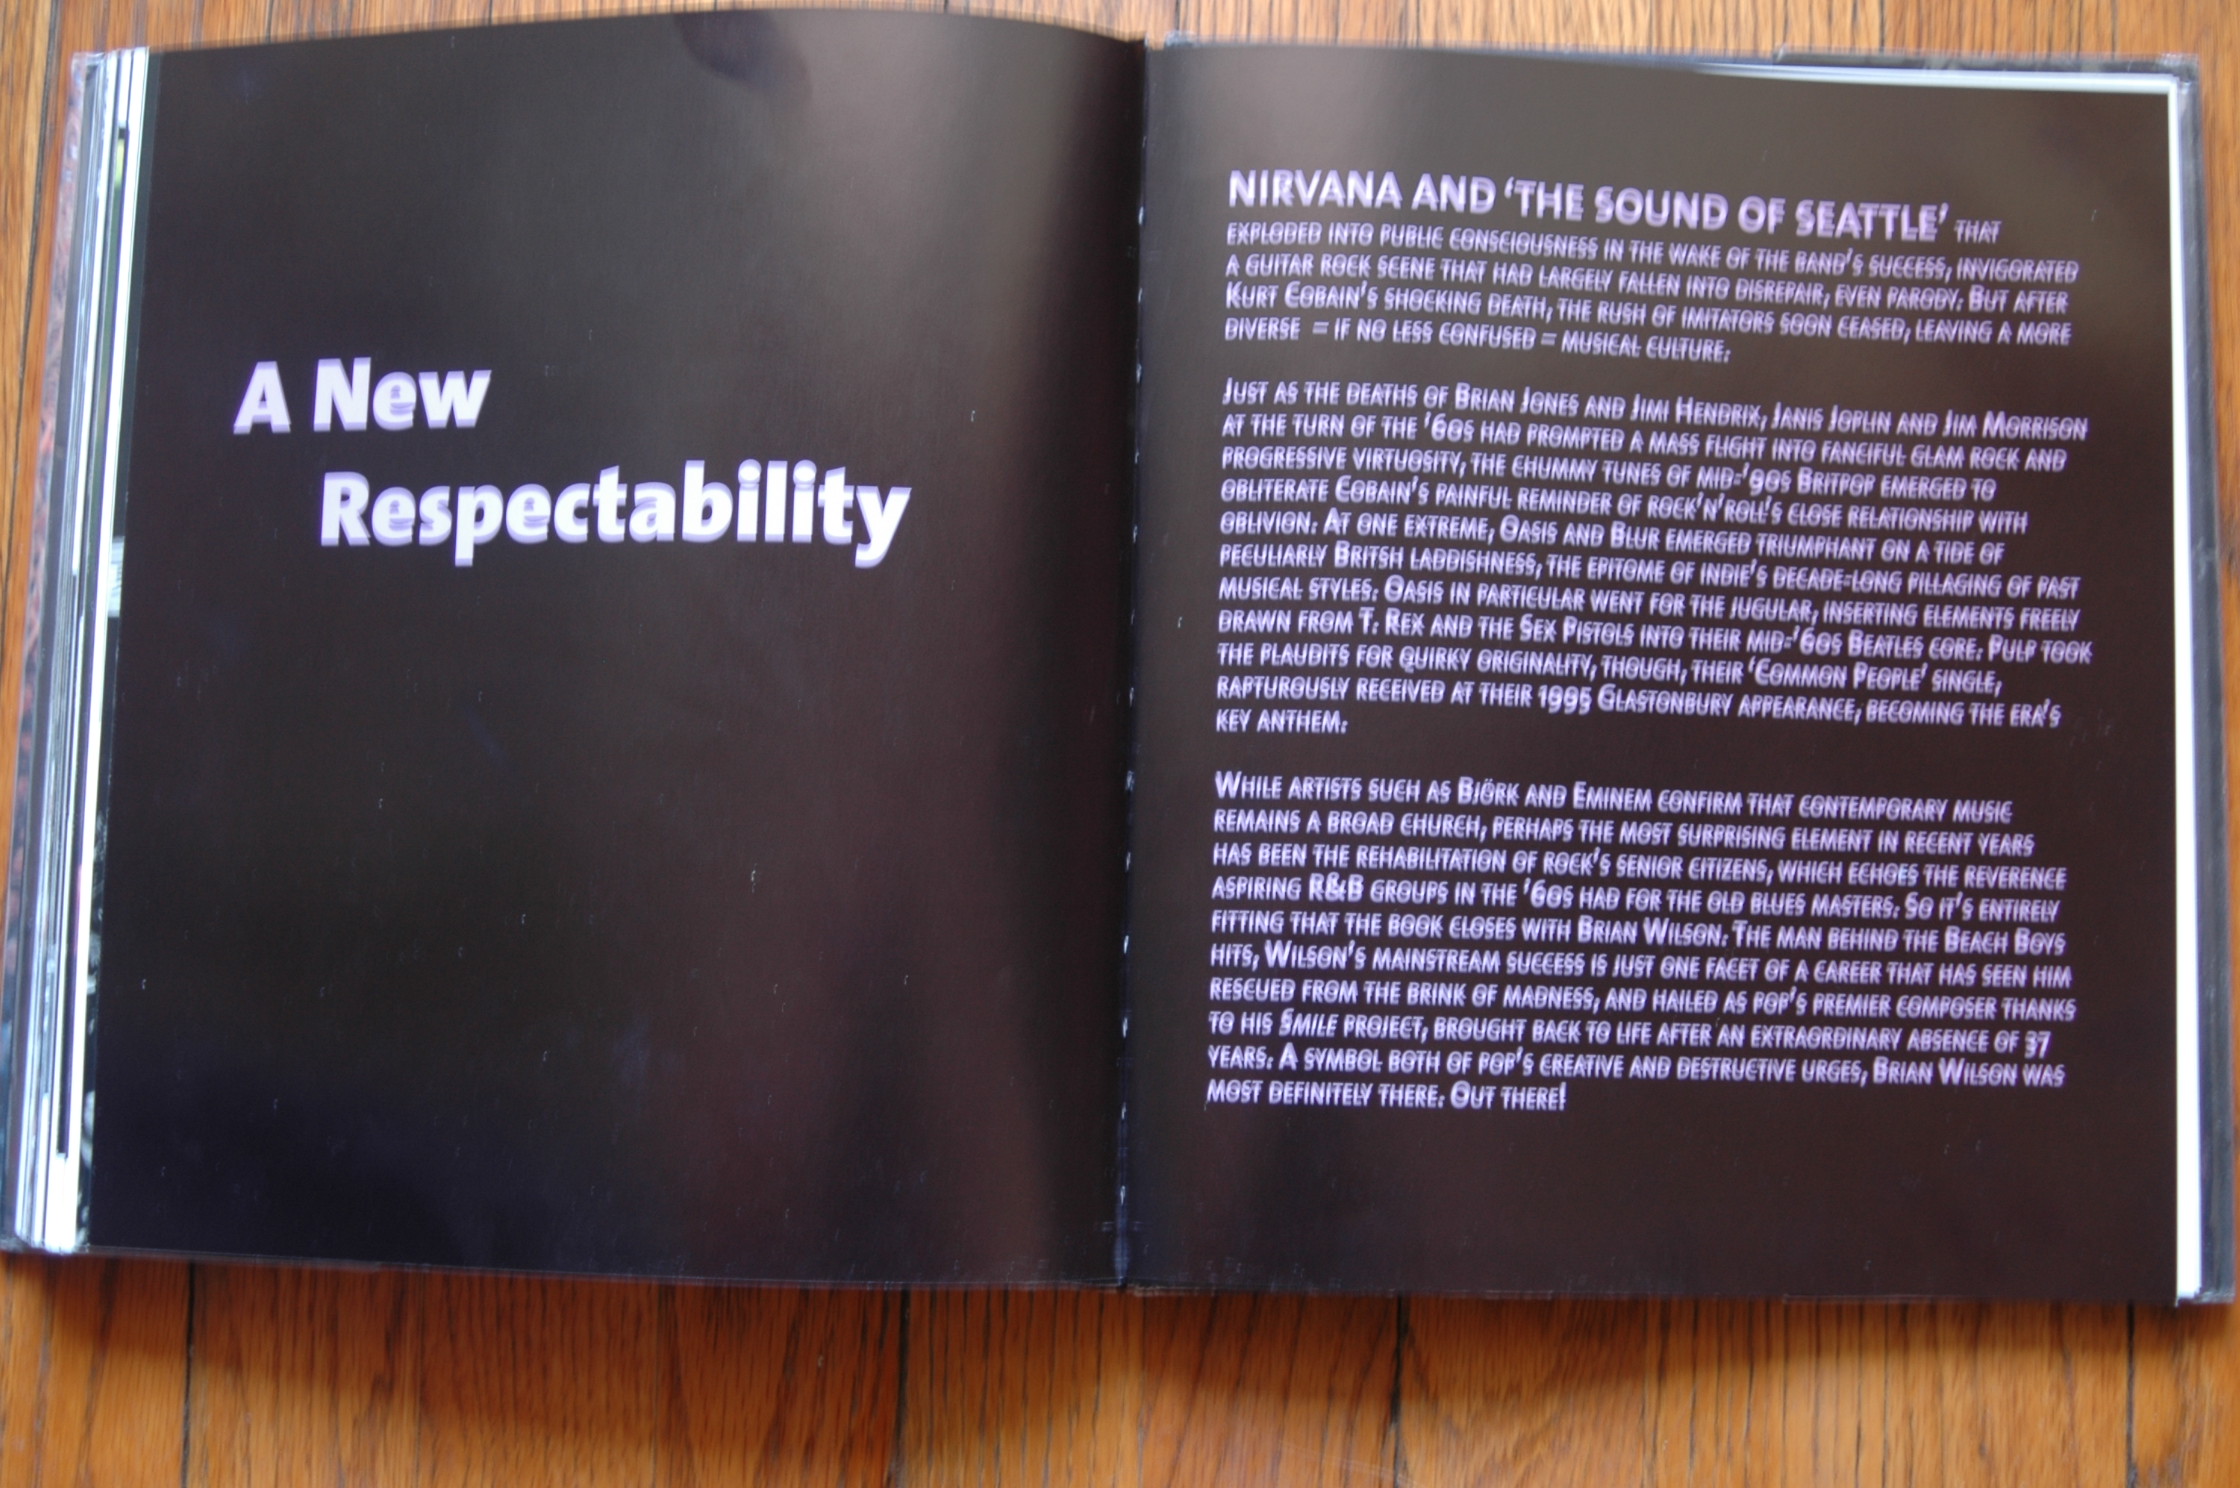 A New
Respectability
NIRVANA AND ‘THE SOUND OF SEATTLE’ THAT
EXPLODED INTO PUBLIC CONSCIOUSNESS IN THE WAKE OF THE BAND'S SUCCESS, INVIGORATED
A GUITAR ROCK SCENE THAT HAD LARGELY FALLEN INTO DISREPAIR, EVEN PARODY. BUT AFTER
KURT COBAIN'S SHOCKING DEATH, THE RUSH OF IMITATORS SOON CEASED, LEAVING A MORE
DIVERSE – IF NO LESS CONFUSED – MUSICAL CULTURE.
JUST AS THE DEATHS OF BRIAN JONES AND JIMI HENDRIX, JANIS JOPLIN AND JIM MORRISON
AT THE TURN OF THE '60S HAD PROMPTED A MASS FLIGHT INTO FANCIFUL GLAM ROCK AND
PROGRESSIVE VIRTUOSITY, THE CHUMMY TUNES OF MID-'90S BRITPOP EMERGED TO
OBLITERATE COBAIN'S PAINFUL REMINDER OF ROCK'N'ROLL'S CLOSE RELATIONSHIP WITH
OBLIVION. AT ONE EXTREME, OASIS AND BLUR EMERGED TRIUMPHANT ON A TIDE OF
PECULIARLY BRITSH LADDISHNESS, THE EPITOME OF INDIE'S DECADE-LONG PILLAGING OF PAST
MUSICAL STYLES. OASIS IN PARTICULAR WENT FOR THE JUGULAR, INSERTING ELEMENTS FREELY
DRAWN FROM T. REX AND THE SEX PISTOLS INTO THEIR MID-'60S BEATLES CORE. PULP TOOK
THE PLAUDITS FOR QUIRKY ORIGINALITY, THOUGH, THEIR ‘COMMON PEOPLE’ SINGLE,
RAPTUROUSLY RECEIVED AT THEIR 1995 GLASTONBURY APPEARANCE, BECOMING THE ERA'S
KEY ANTHEM.
WHILE ARTISTS SUCH AS BJÖRK AND EMINEM CONFIRM THAT CONTEMPORARY MUSIC
REMAINS A BROAD CHURCH, PERHAPS THE MOST SURPRISING ELEMENT IN RECENT YEARS
HAS BEEN THE REHABILITATION OF ROCK'S SENIOR CITIZENS, WHICH ECHOES THE REVERENCE
ASPIRING R&B GROUPS IN THE '60S HAD FOR THE OLD BLUES MASTERS. SO IT'S ENTIRELY
FITTING THAT THE BOOK CLOSES WITH BRIAN WILSON. THE MAN BEHIND THE BEACH BOYS
HITS, WILSON'S MAINSTREAM SUCCESS IS JUST ONE FACET OF A CAREER THAT HAS SEEN HIM
RESCUED FROM THE BRINK OF MADNESS, AND HAILED AS POP'S PREMIER COMPOSER THANKS
TO HIS SMILE PROJECT, BROUGHT BACK TO LIFE AFTER AN EXTRAORDINARY ABSENCE OF 37
YEARS. A SYMBOL BOTH OF POP'S CREATIVE AND DESTRUCTIVE URGES, BRIAN WILSON WAS
MOST DEFINITELY THERE. OUT THERE!